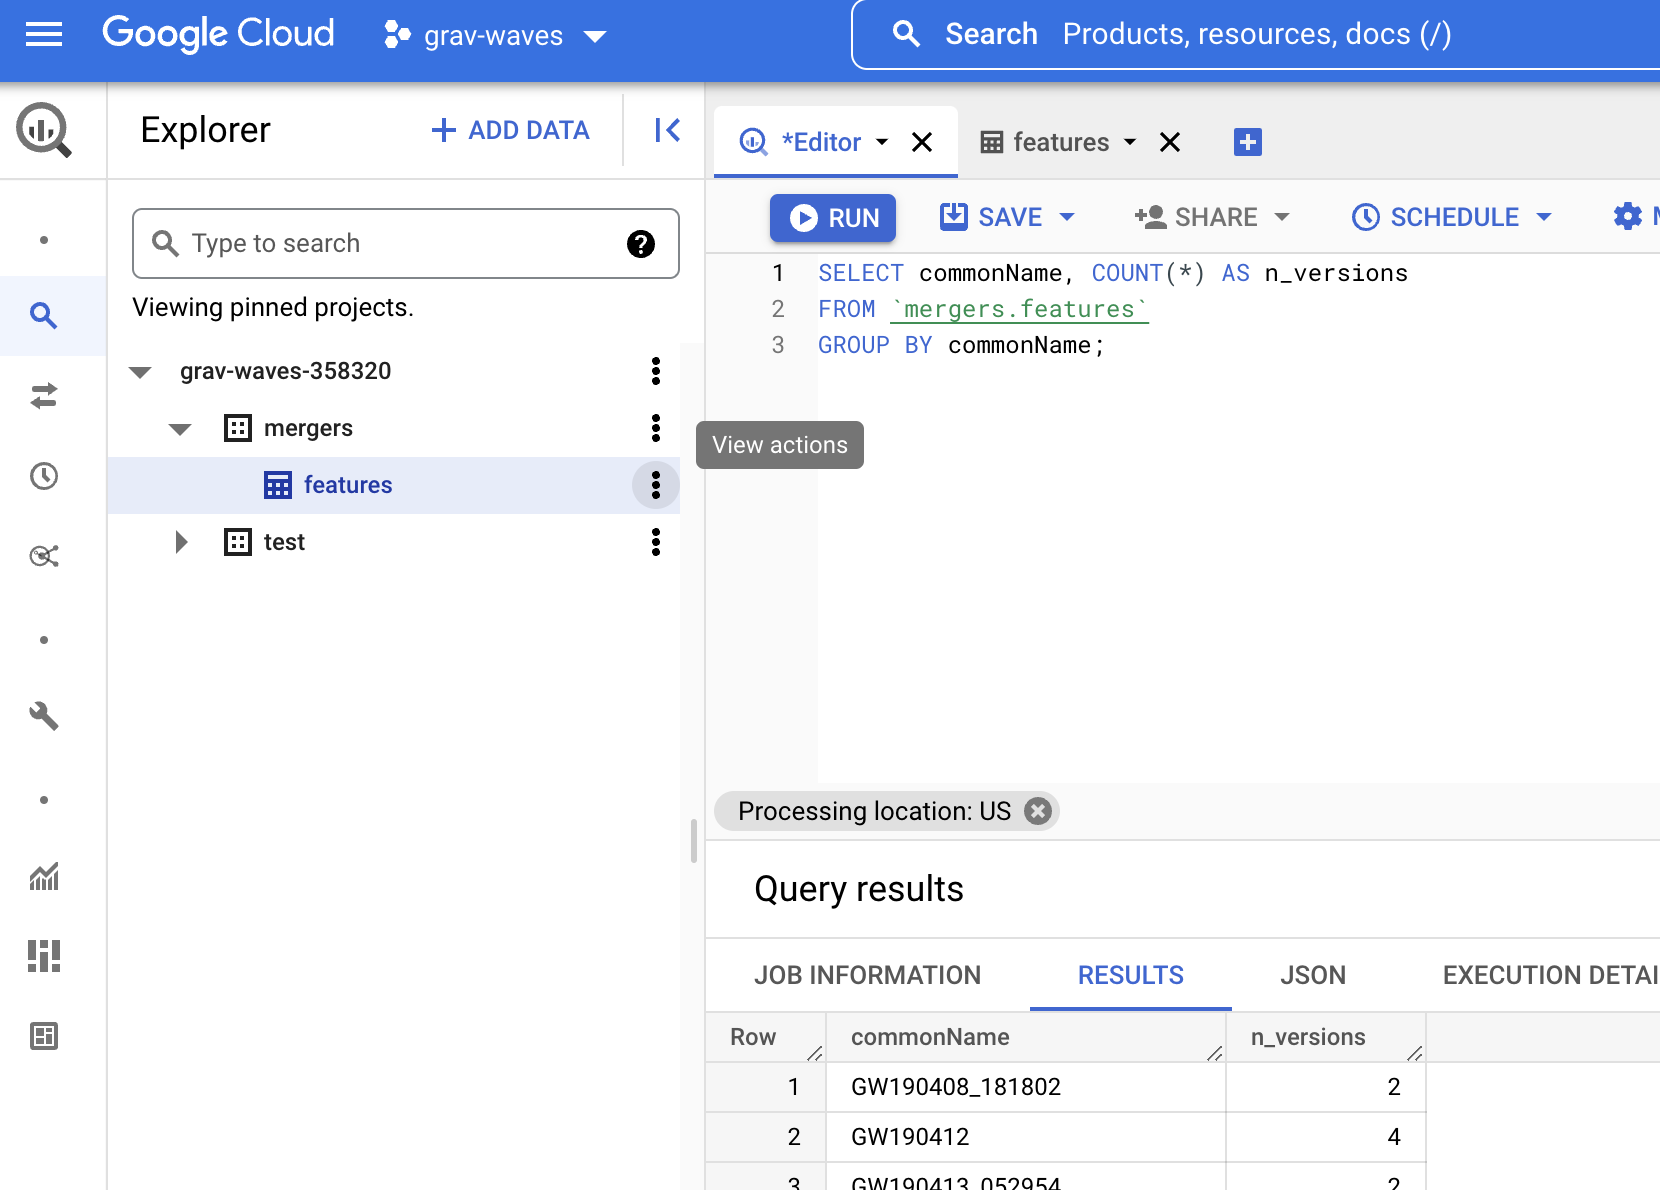 Google Cloud
grav-waves
Search Products, resources, docs (/)
Explorer
+ ADD DATA
*Editor
features
Type to search
?
RUN
SAVE
SHARE
SCHEDULE
Viewing pinned projects.
1 SELECT commonName, COUNT(*) AS n_versions
2 FROM `mergers.features`
3 GROUP BY commonName;
grav-waves-358320
mergers
View actions
features
test
Processing location: US
Query results
JOB INFORMATION
RESULTS
JSON
EXECUTION DETAI
Row commonName n_versions
1 GW190408_181802 2
2 GW190412 4
3 GW190413_052954 2